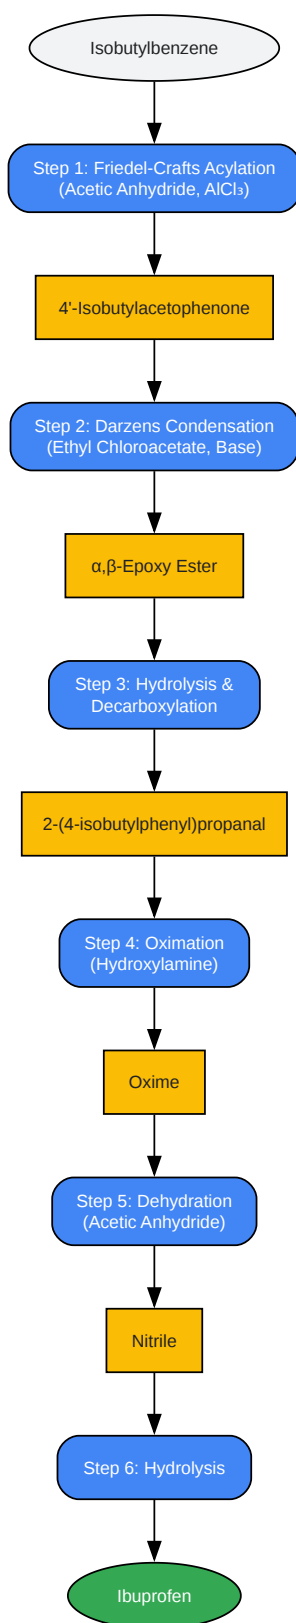 Isobutylbenzene
Step 1: Friedel-Crafts Acylation
(Acetic Anhydride, AlCl₃)
4'-Isobutylacetophenone
Step 2: Darzens Condensation
(Ethyl Chloroacetate, Base)
α,β-Epoxy Ester
Step 3: Hydrolysis &
Decarboxylation
2-(4-isobutylphenyl)propanal
Step 4: Oximation
(Hydroxylamine)
Oxime
Step 5: Dehydration
(Acetic Anhydride)
Nitrile
Step 6: Hydrolysis
Ibuprofen